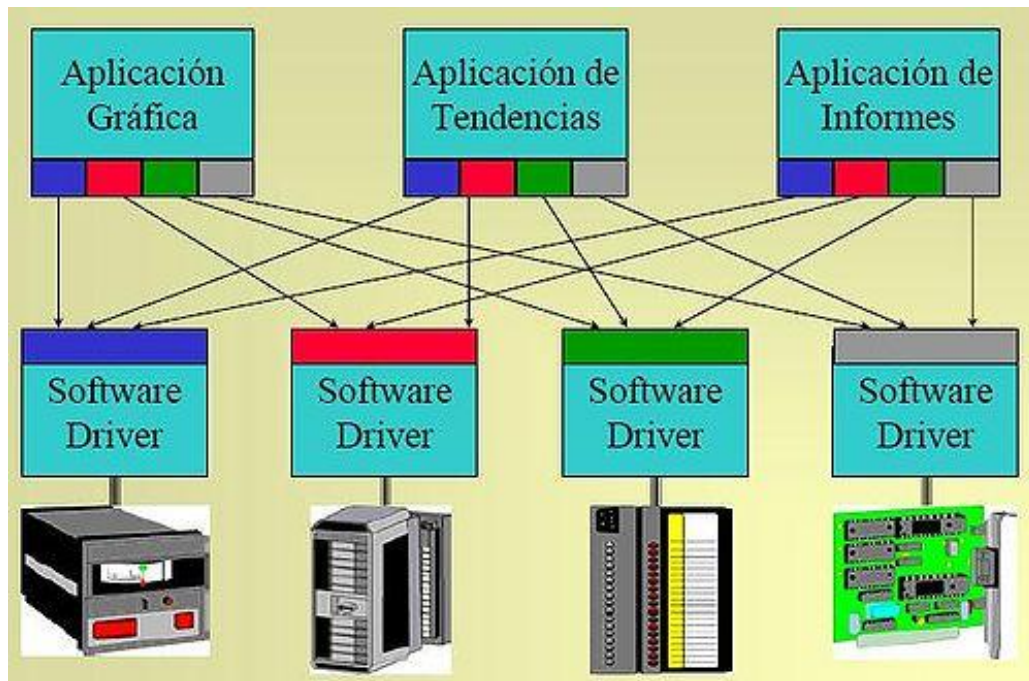 Aplicación
Gráfica
Aplicación de
Tendencias
Aplicación de
Informes
Software
Driver
Software
Driver
Software
Driver
Software
Driver